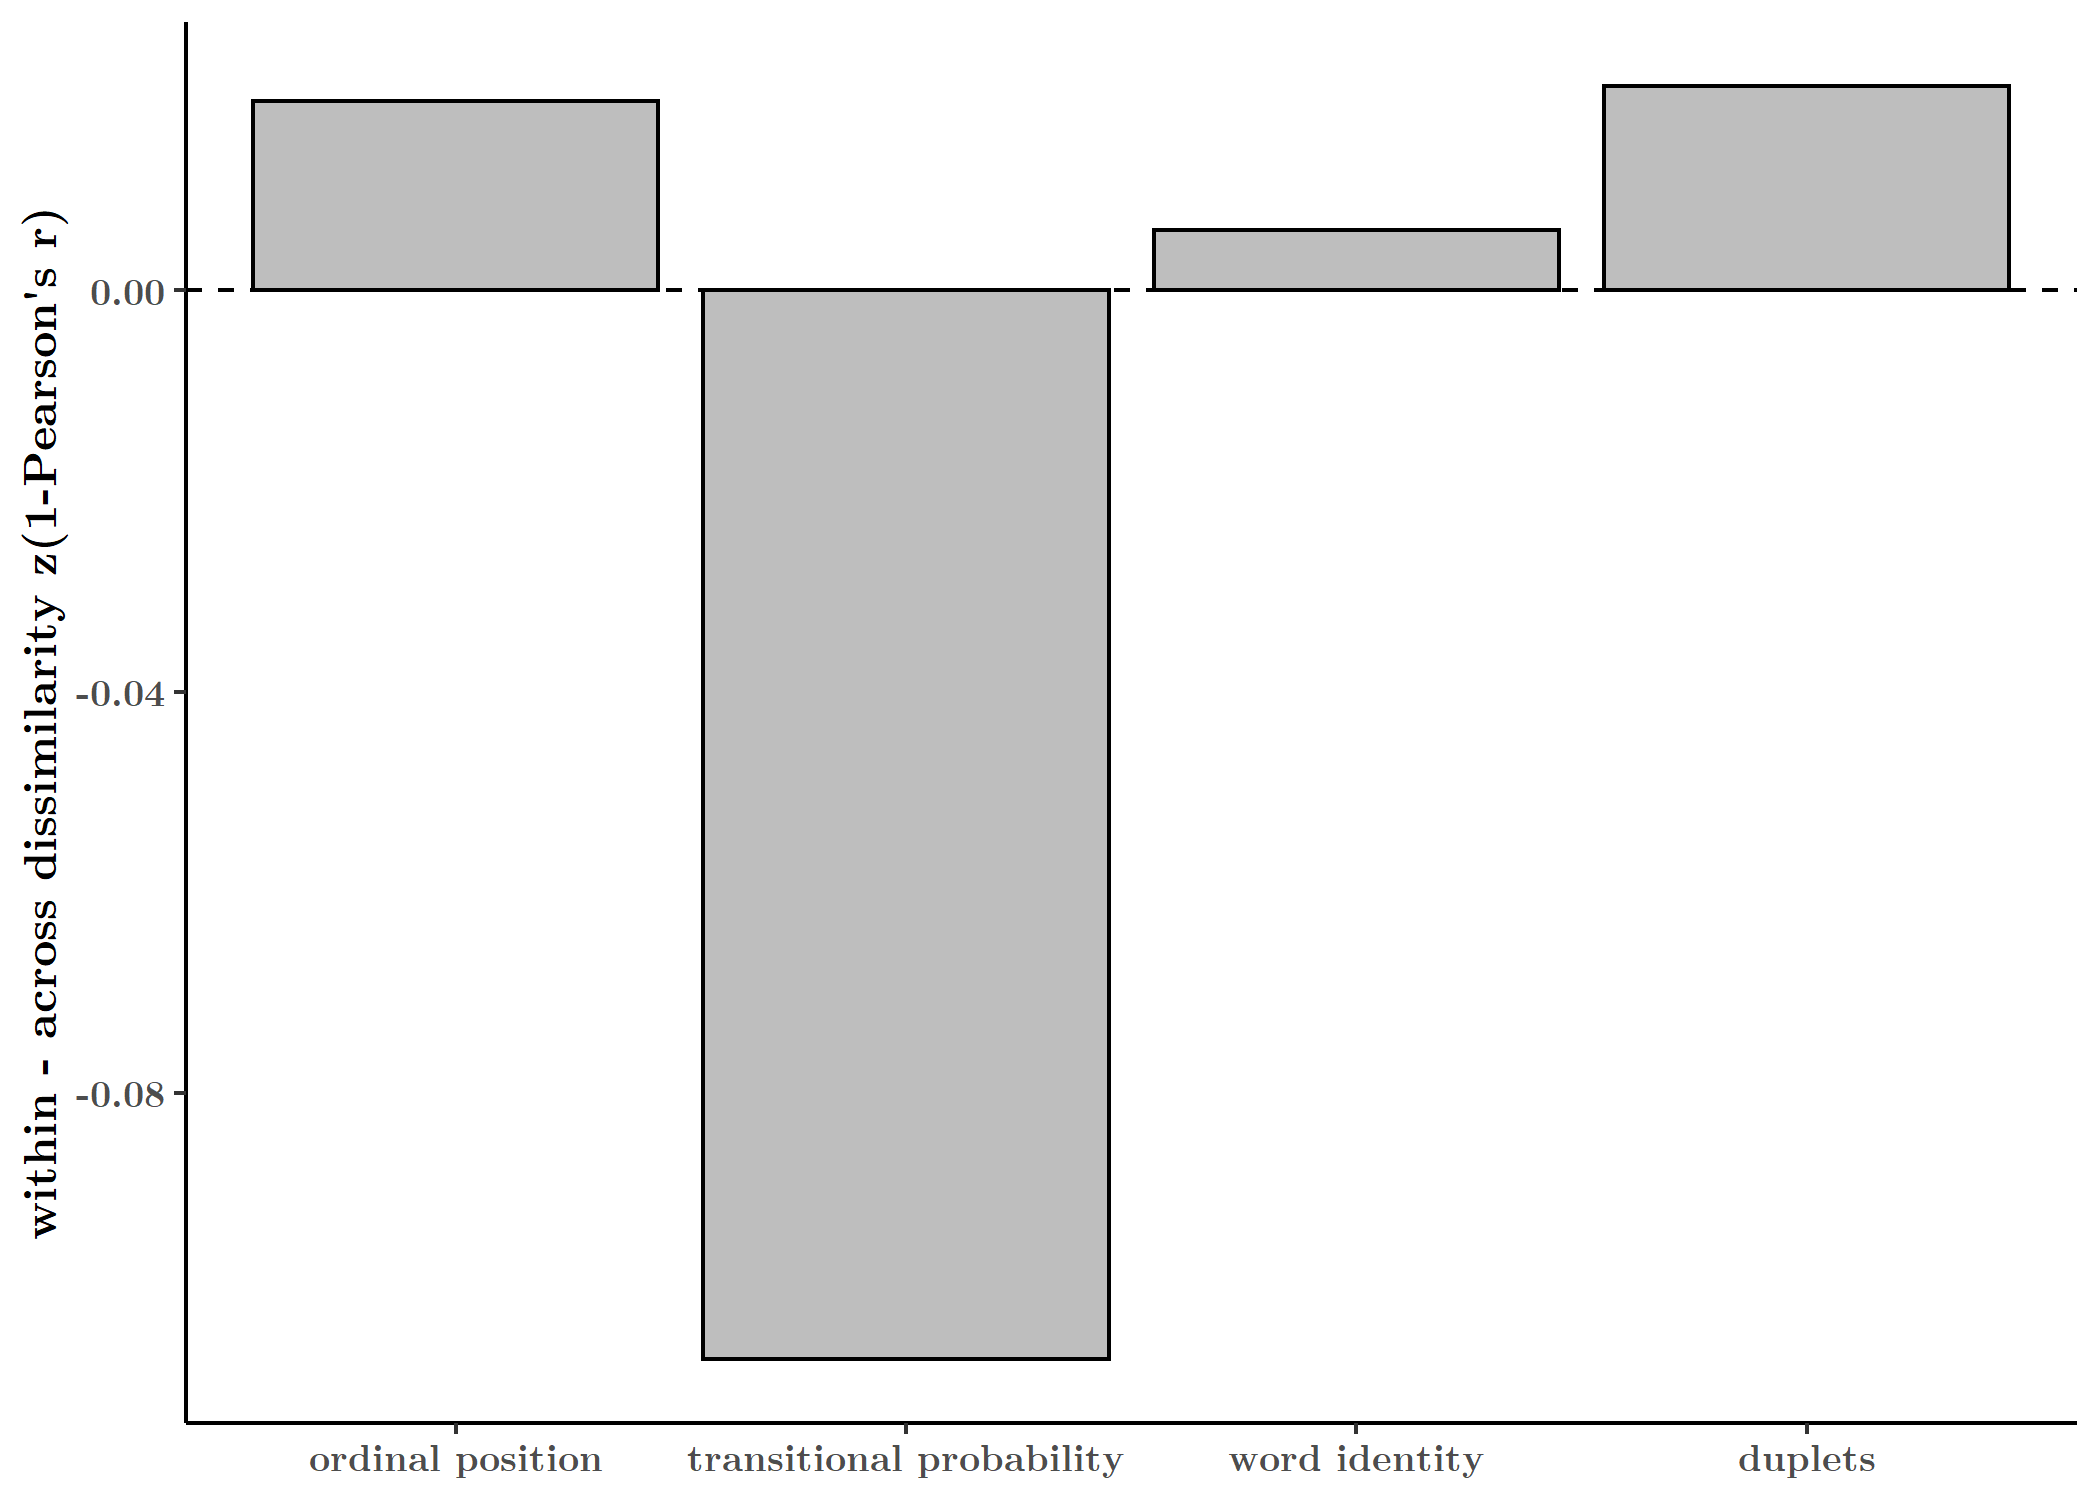 within - across dissimilarity z(1-Pearson's r)
0.00
-0.04
-0.08
ordinal position
transitional probability
word identity
duplets